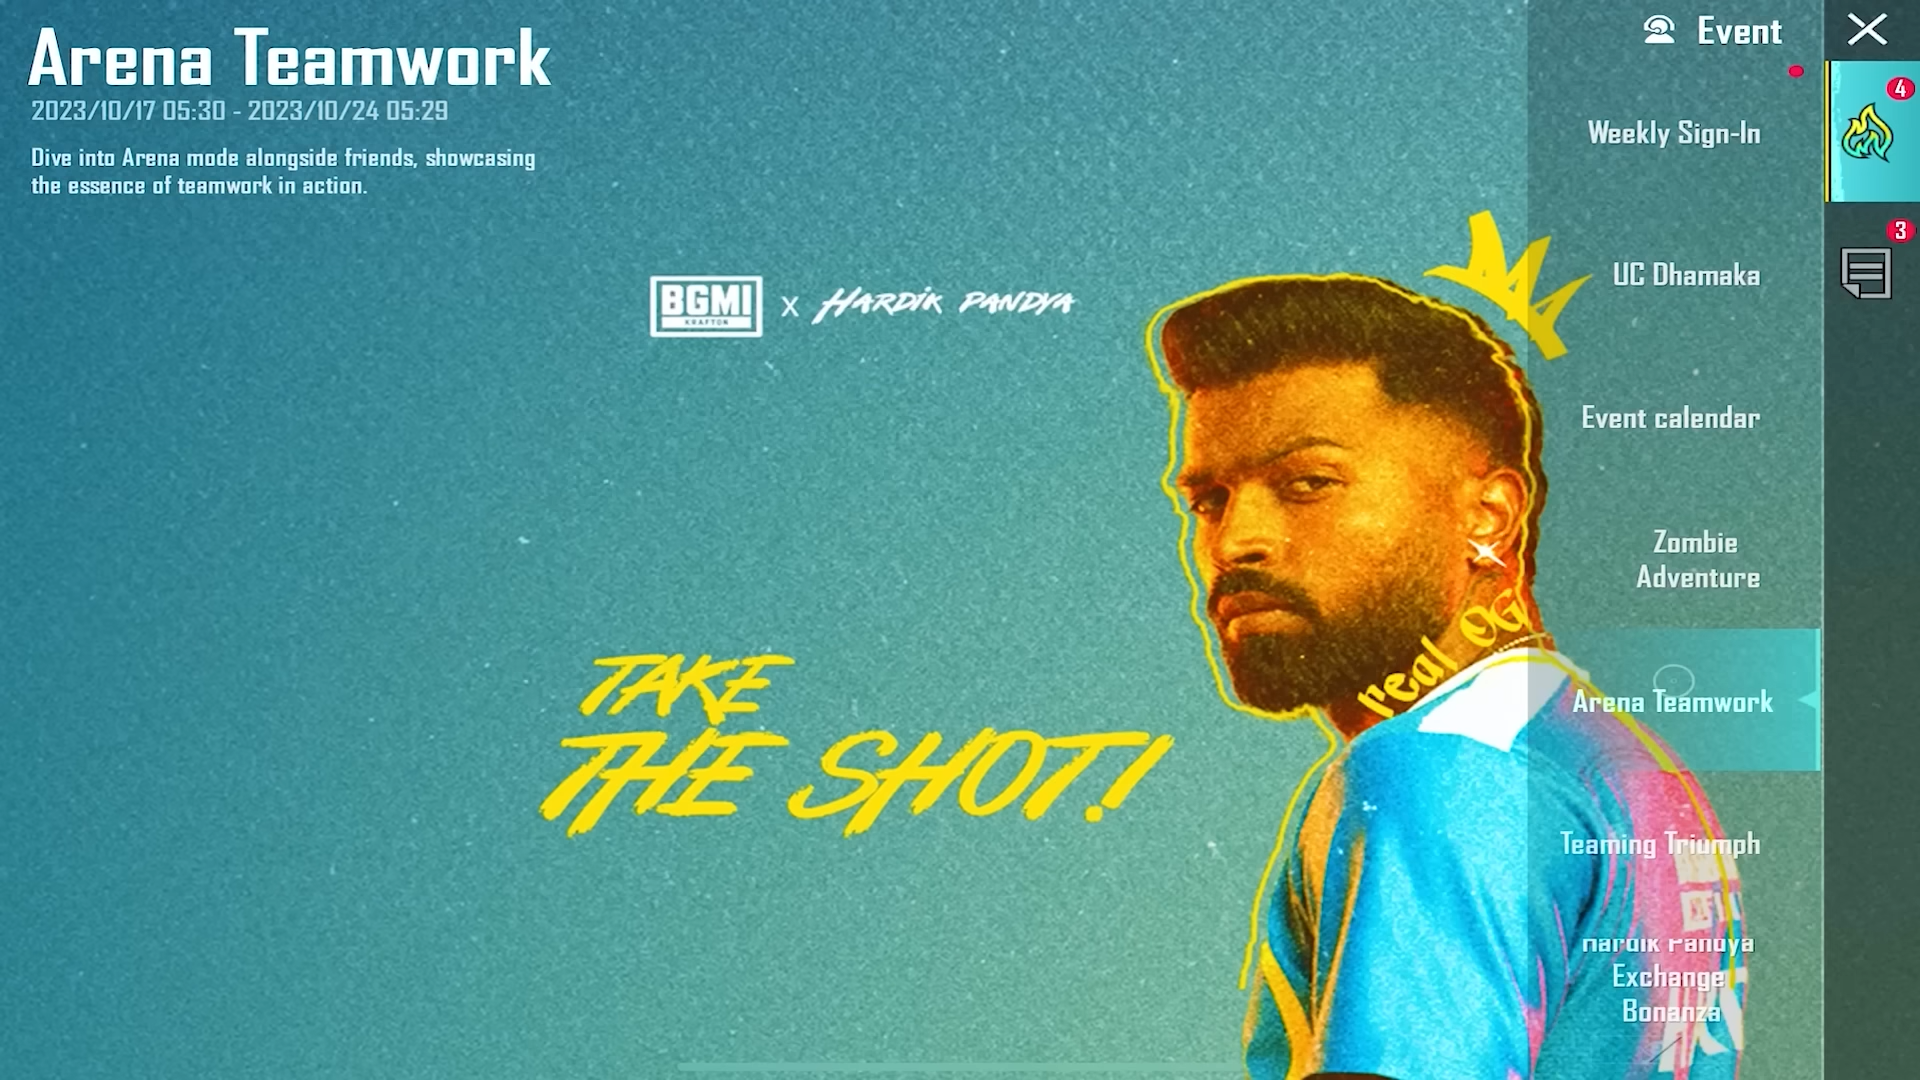 Arena Teamwork
2023/10/17 05:30 - 2023/10/24 05:29
Dive into Arena mode alongside friends, showcasing
the essence of teamwork in action.
BGMI
KRAFTON
X HARDIK PANDYA
TAKE
THE SHOT!
real OG
Event
Weekly Sign-In
UC Dhamaka
Event calendar
Zombie
Adventure
Arena Teamwork
Teaming Triumph
Hardik Pandya
Exchange
Bonanza
4
3